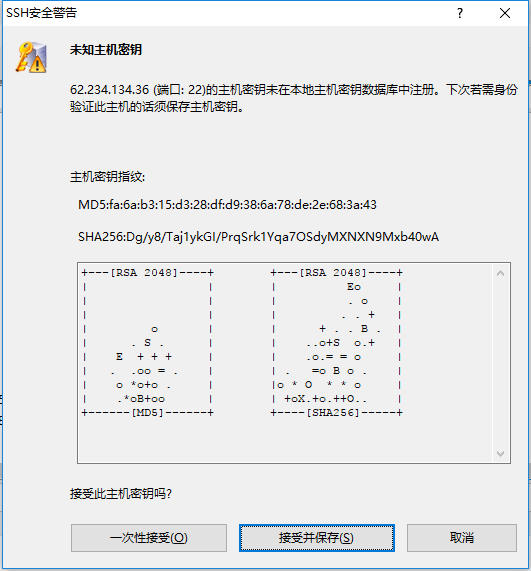 SSH安全警告
?
未知主机密钥
62.234.134.36 (端口: 22)的主机密钥未在本地主机密钥数据库中注册。下次若需身份
验证此主机的话须保存主机密钥。
主机密钥指纹:
MD5:fa:6a:b3:15:d3:28:df:d9:38:6a:78:de:2e:68:3a:43
SHA256:Dg/y8/Taj1ykGI/PrqSrk1Yqa7OSdyMXNXN9Mxb40wA
+---[RSA 2048]----+        +---[RSA 2048]----+
|                 |        |          Eo     |
|                 |        |          . o    |
|                 |        |         . . +   |
|         o       |        |      + . . B .  |
|      . S .      |        |    ..o+S  o.+   |
|    E  + + +     |        |    .o.= = o     |
|   .  .oo = .    |        | .   =o B o .    |
|    o *o+o .     |        |o * O  * * o     |
|    .*oB+oo      |        | +oX.+o.++O..    |
+------[MD5]------+        +----[SHA256]-----+
接受此主机密钥吗?
一次性接受(O)
接受并保存(S)
取消